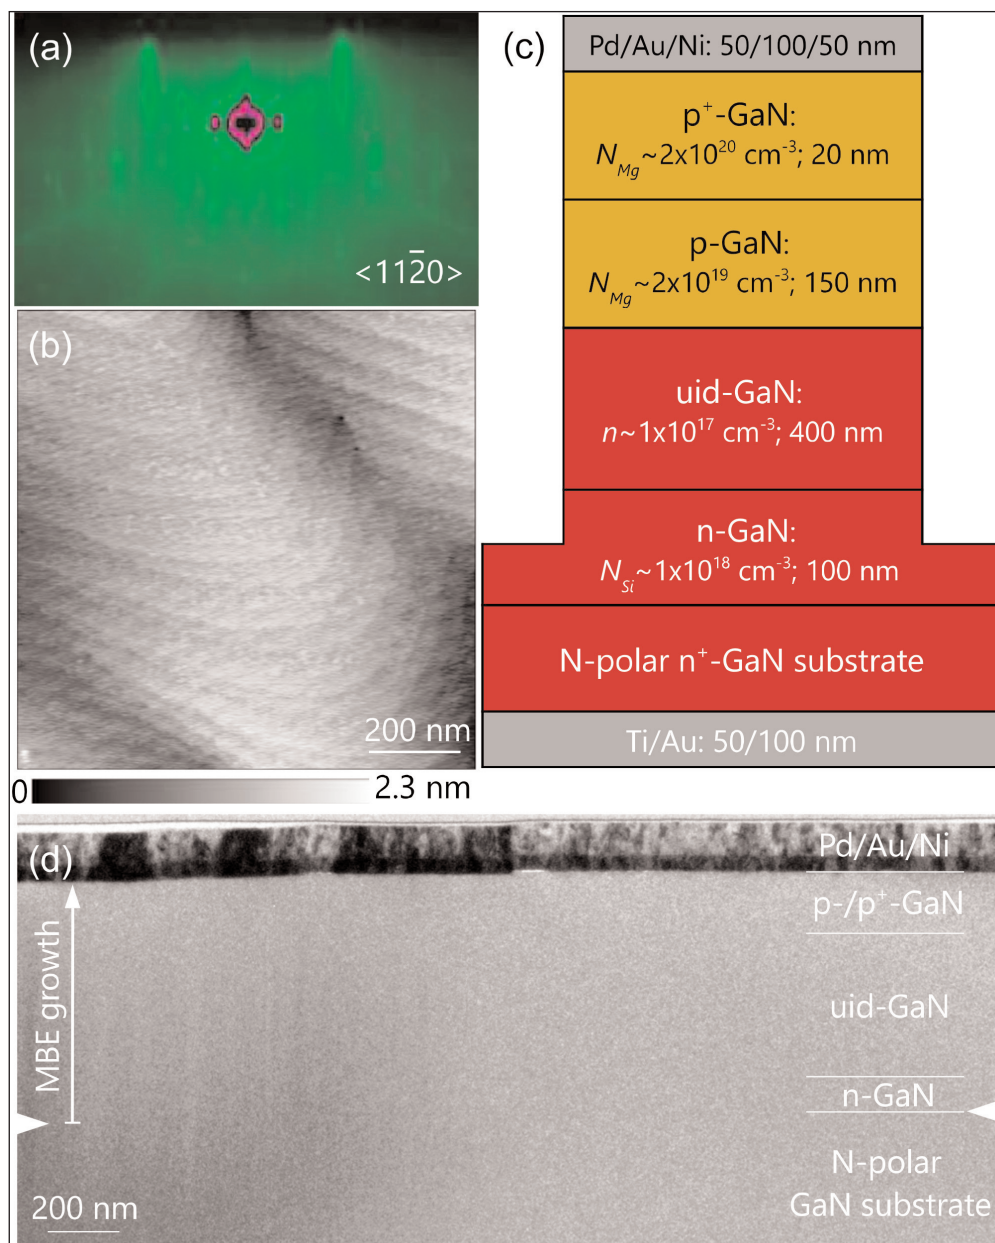 (a)
<11\overline{2}0>
(b)
200 nm
0
2.3 nm
(c)
Pd/Au/Ni: 50/100/50 nm
p⁺-GaN:
N_Mg~2x10²⁰ cm⁻³; 20 nm
p-GaN:
N_Mg~2x10¹⁹ cm⁻³; 150 nm
uid-GaN:
n~1x10¹⁷ cm⁻³; 400 nm
n-GaN:
N_Si~1x10¹⁸ cm⁻³; 100 nm
N-polar n⁺-GaN substrate
Ti/Au: 50/100 nm
(d)
MBE growth
200 nm
Pd/Au/Ni
p-/p⁺-GaN
uid-GaN
n-GaN
N-polar
GaN substrate